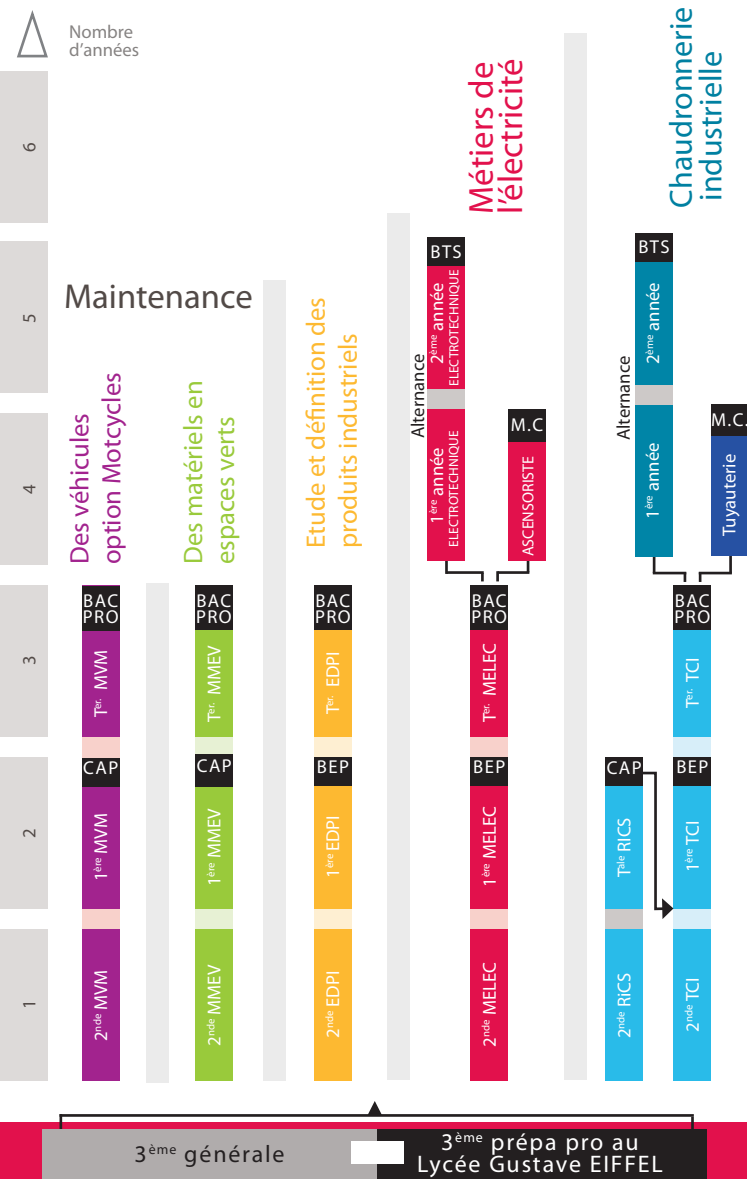 Nombre
d'années
6
5
4
3
2
1
Maintenance
Des véhicules
option Motcycles
BAC
PRO
Ter. MVM
CAP
1ère MVM
2nde MVM
Des matériels en
espaces verts
BAC
PRO
Ter. MMEV
CAP
1ère MMEV
2nde MMEV
Etude et définition des
produits industriels
BAC
PRO
Ter. EDPI
BEP
1ère EDPI
2nde EDPI
Métiers de
l'électricité
BTS
2ème année
ELECTROTECHNIQUE
Alternance
1ère année
ELECTROTECHNIQUE
M.C
ASCENSORISTE
BAC
PRO
Ter. MELEC
BEP
1ère MELEC
2nde MELEC
Chaudronnerie
industrielle
BTS
2ème année
Alternance
1ère année
M.C.
Tuyauterie
BAC
PRO
Ter. TCI
CAP
Tale RICS
2nde RiCS
BEP
1ère TCI
2nde TCI
3ème générale
3ème prépa pro au
Lycée Gustave EIFFEL